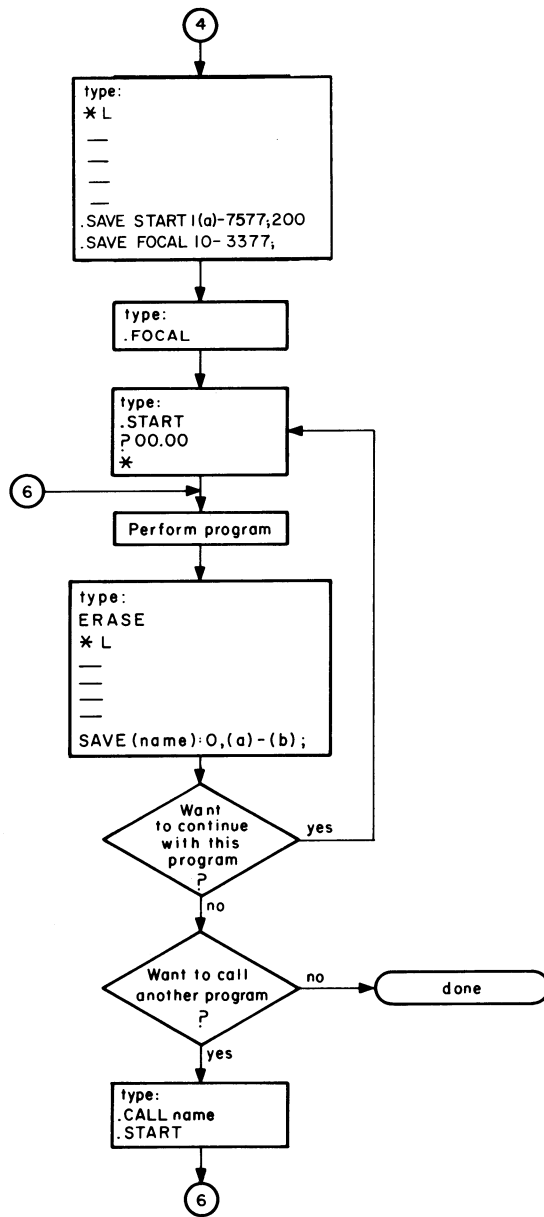 4
type:
* L
.SAVE START 1(a)-7577;200
.SAVE FOCAL 10-3377;
type:
.FOCAL
type:
.START
?00.00
*
6
Perform program
type:
ERASE
* L
SAVE (name):0,(a)-(b);
Want
to continue
with this
program
?
yes
no
Want to call
another program
?
no
done
yes
type:
.CALL name
.START
6